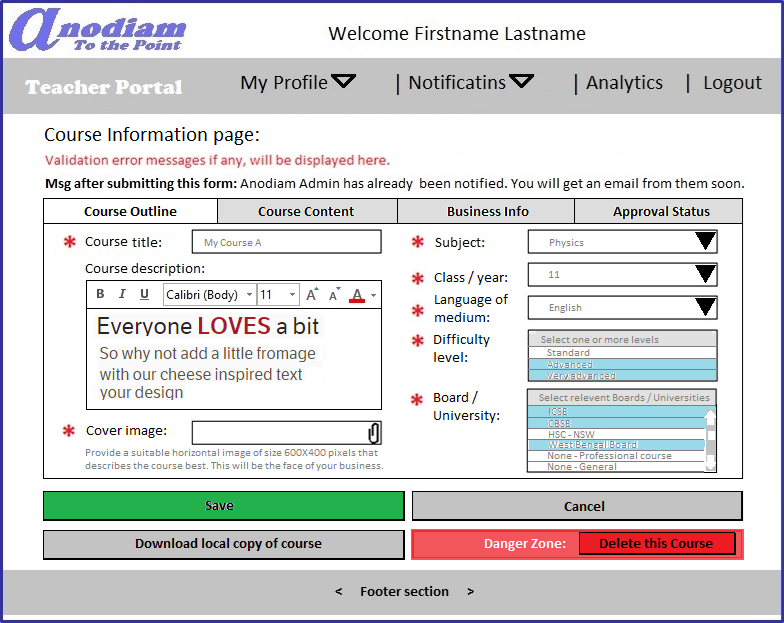 Anodiam
To the Point
Welcome Firstname Lastname
Teacher Portal
My Profile | Notificatins | Analytics | Logout
Course Information page:
Validation error messages if any, will be displayed here.
Msg after submitting this form: Anodiam Admin has already been notified. You will get an email from them soon.
Course Outline
Course Content
Business Info
Approval Status
* Course title:
My Course A
Course description:
B I U Calibri (Body) 11 A A A
Everyone LOVES a bit
So why not add a little fromage
with our cheese inspired text
your design
* Cover image:
Provide a suitable horizontal image of size 600X400 pixels that
describes the course best. This will be the face of your business.
* Subject:
Physics
* Class / year:
11
* Language of
medium:
English
* Difficulty
level:
Select one or more levels
Standard
Advanced
Very advanced
* Board /
University:
Select relevent Boards / Universities
ICSE
CBSE
HSC - NSW
West Bengal Board
None - Professional course
None - General
Save
Cancel
Download local copy of course
Danger Zone:
Delete this Course
< Footer section >